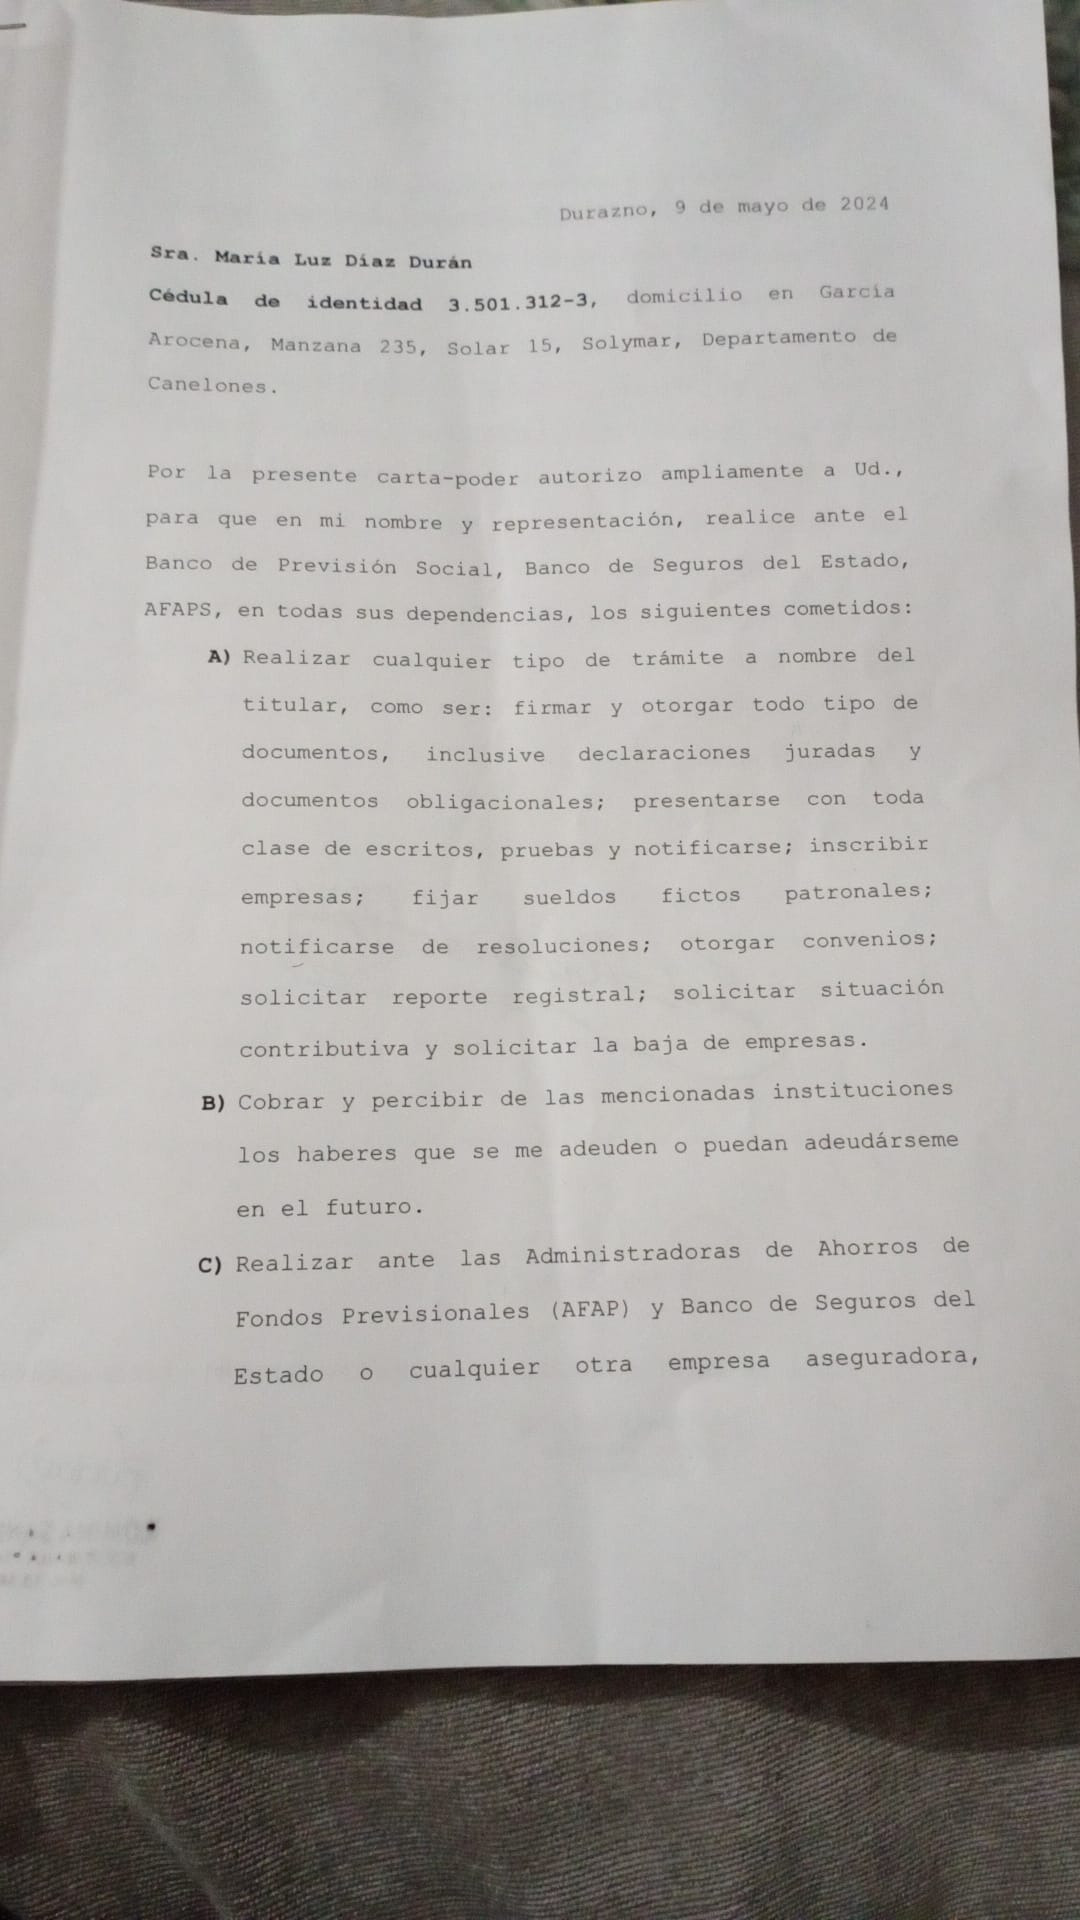 Durazno, 9 de mayo de 2024
Sra. María Luz Díaz Durán
Cédula de identidad 3.501.312-3, domicilio en García
Arocena, Manzana 235, Solar 15, Solymar, Departamento de
Canelones.
Por la presente carta-poder autorizo ampliamente a Ud.,
para que en mi nombre y representación, realice ante el
Banco de Previsión Social, Banco de Seguros del Estado,
AFAPS, en todas sus dependencias, los siguientes cometidos:
A) Realizar cualquier tipo de trámite a nombre del
titular, como ser: firmar y otorgar todo tipo de
documentos, inclusive declaraciones juradas y
documentos obligacionales; presentarse con toda
clase de escritos, pruebas y notificarse; inscribir
empresas; fijar sueldos fictos patronales;
notificarse de resoluciones; otorgar convenios;
solicitar reporte registral; solicitar situación
contributiva y solicitar la baja de empresas.
B) Cobrar y percibir de las mencionadas instituciones
los haberes que se me adeuden o puedan adeudárseme
en el futuro.
C) Realizar ante las Administradoras de Ahorros de
Fondos Previsionales (AFAP) y Banco de Seguros del
Estado o cualquier otra empresa aseguradora,